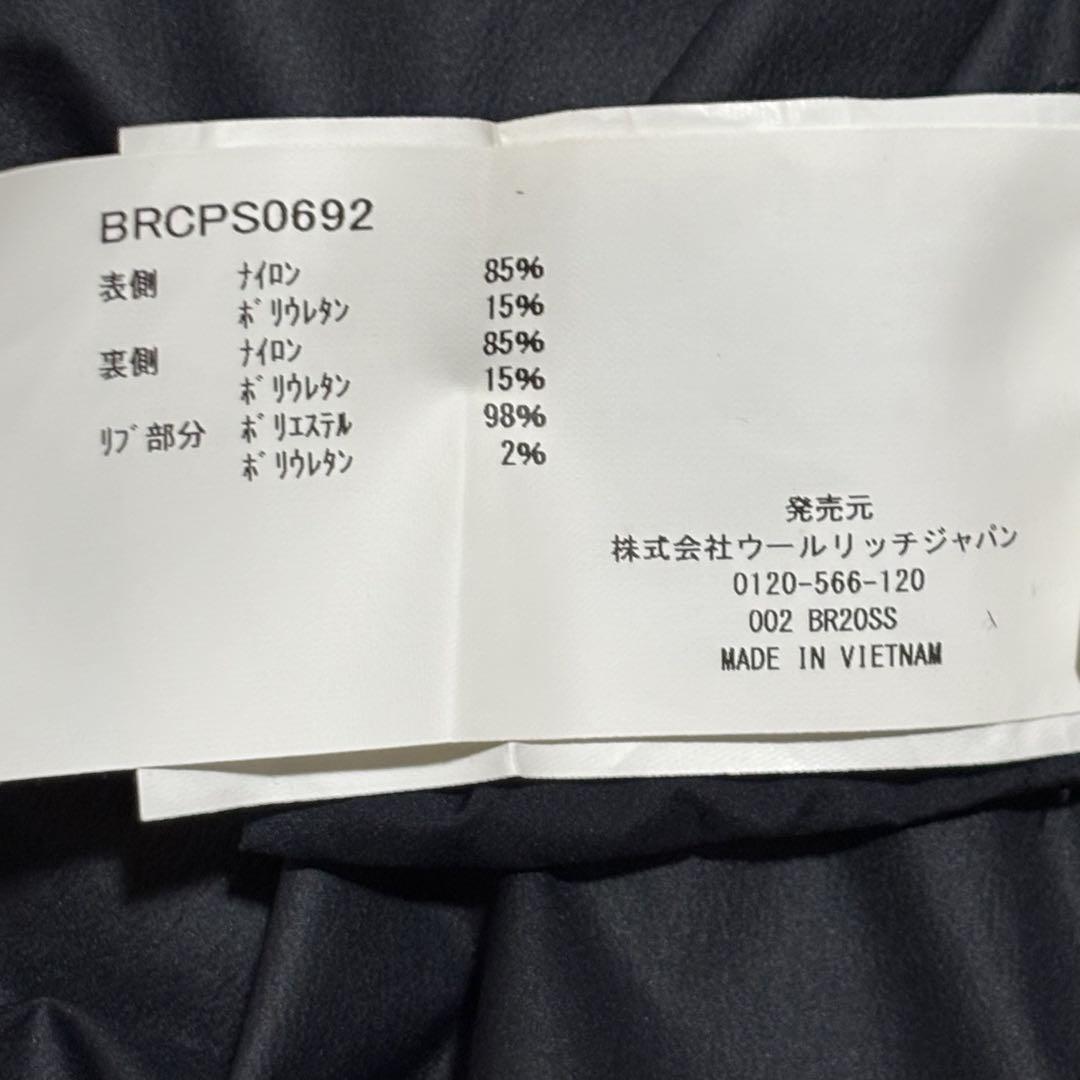 BRCPS0692
表側 ﾅｲﾛﾝ 85%
ﾎﾟﾘｳﾚﾀﾝ 15%
裏側 ﾅｲﾛﾝ 85%
ﾎﾟﾘｳﾚﾀﾝ 15%
ﾘﾌﾞ部分 ﾎﾟﾘｴｽﾃﾙ 98%
ﾎﾟﾘｳﾚﾀﾝ 2%
発売元
株式会社ウールリッチジャパン
0120-566-120
002 BR20SS
MADE IN VIETNAM